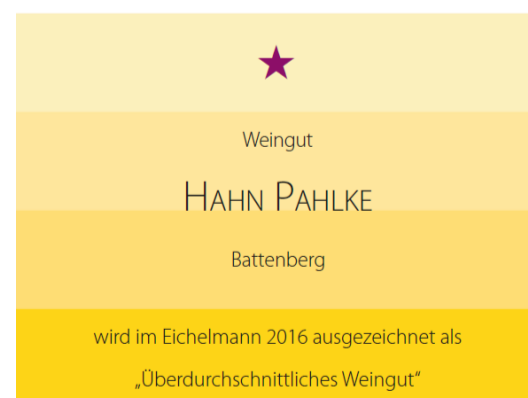 Weingut
HAHN PAHLKE
Battenberg
wird im Eichelmann 2016 ausgezeichnet als
„Überdurchschnittliches Weingut“